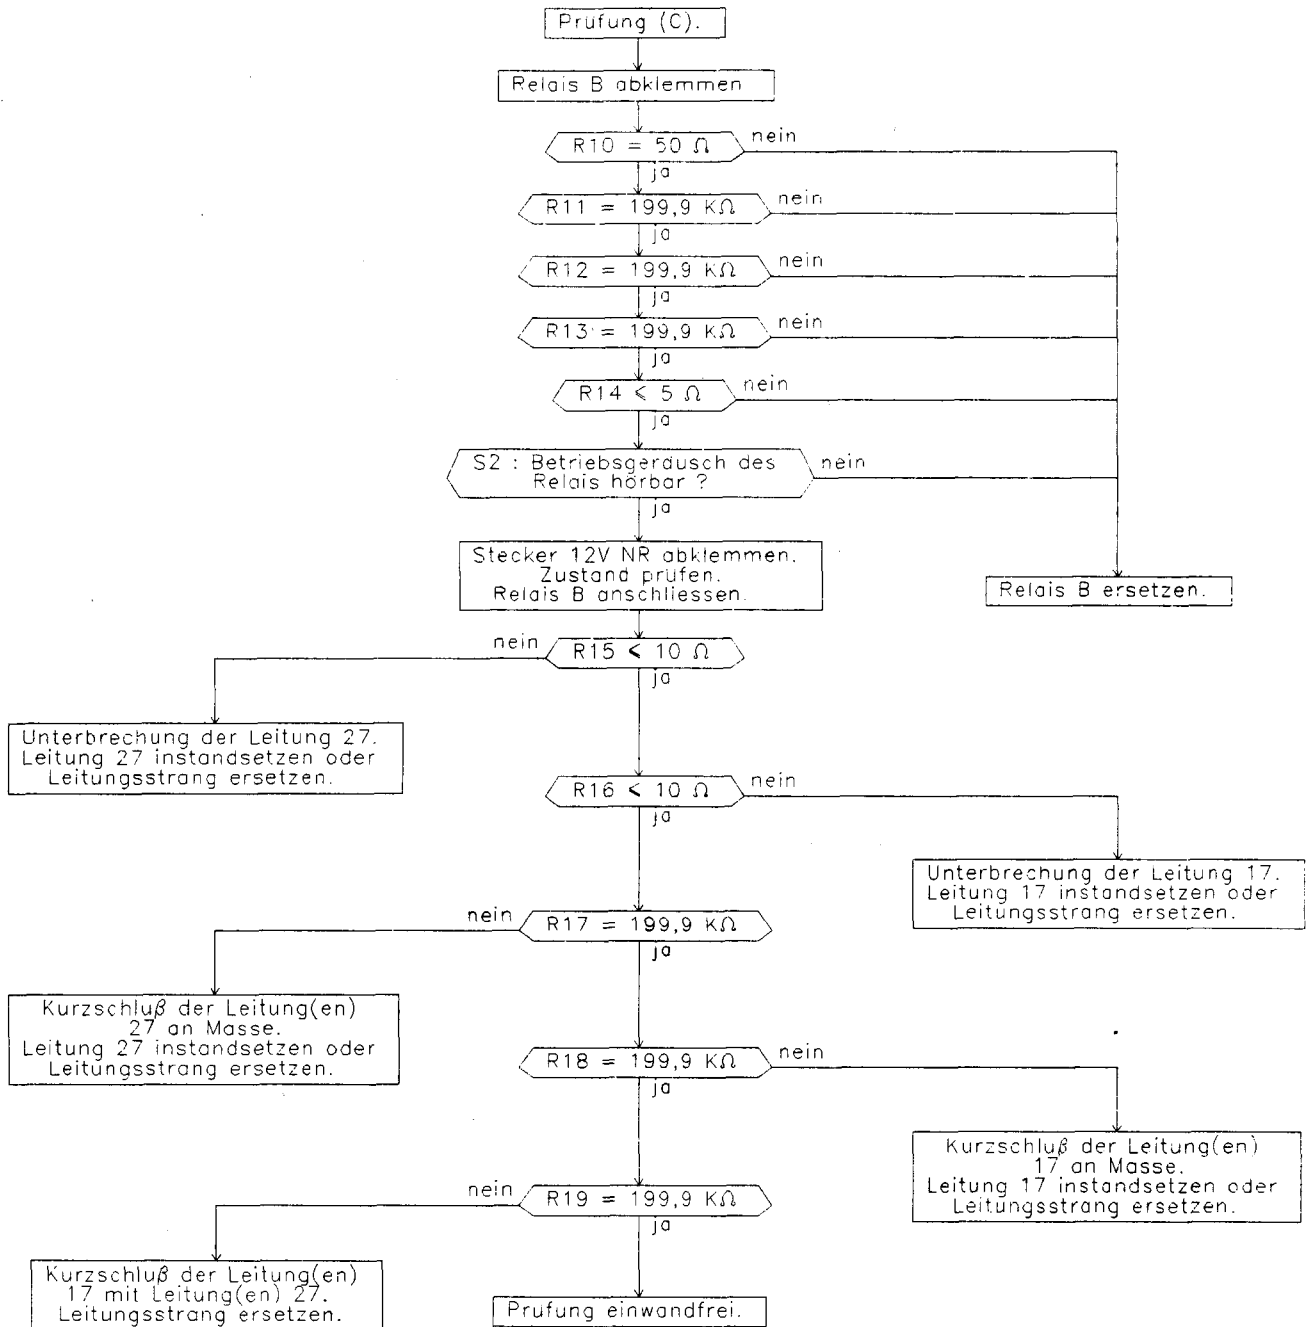 Prüfung (C).
Relais B abklemmen
R10 = 50 Ω
nein
ja
R11 = 199,9 KΩ
nein
ja
R12 = 199,9 KΩ
nein
ja
R13 = 199,9 KΩ
nein
ja
R14 < 5 Ω
nein
ja
S2 : Betriebsgeräusch des
Relais hörbar ?
nein
ja
Stecker 12V NR abklemmen.
Zustand prüfen.
Relais B anschliessen.
Relais B ersetzen.
nein
R15 < 10 Ω
ja
Unterbrechung der Leitung 27.
Leitung 27 instandsetzen oder
Leitungsstrang ersetzen.
R16 < 10 Ω
nein
ja
Unterbrechung der Leitung 17.
Leitung 17 instandsetzen oder
Leitungsstrang ersetzen.
nein
R17 = 199,9 KΩ
ja
Kurzschluß der Leitung(en)
27 an Masse.
Leitung 27 instandsetzen oder
Leitungsstrang ersetzen.
R18 = 199,9 KΩ
nein
ja
Kurzschluß der Leitung(en)
17 an Masse.
Leitung 17 instandsetzen oder
Leitungsstrang ersetzen.
nein
R19 = 199,9 KΩ
ja
Kurzschluß der Leitung(en)
17 mit Leitung(en) 27.
Leitungsstrang ersetzen.
Prüfung einwandfrei.